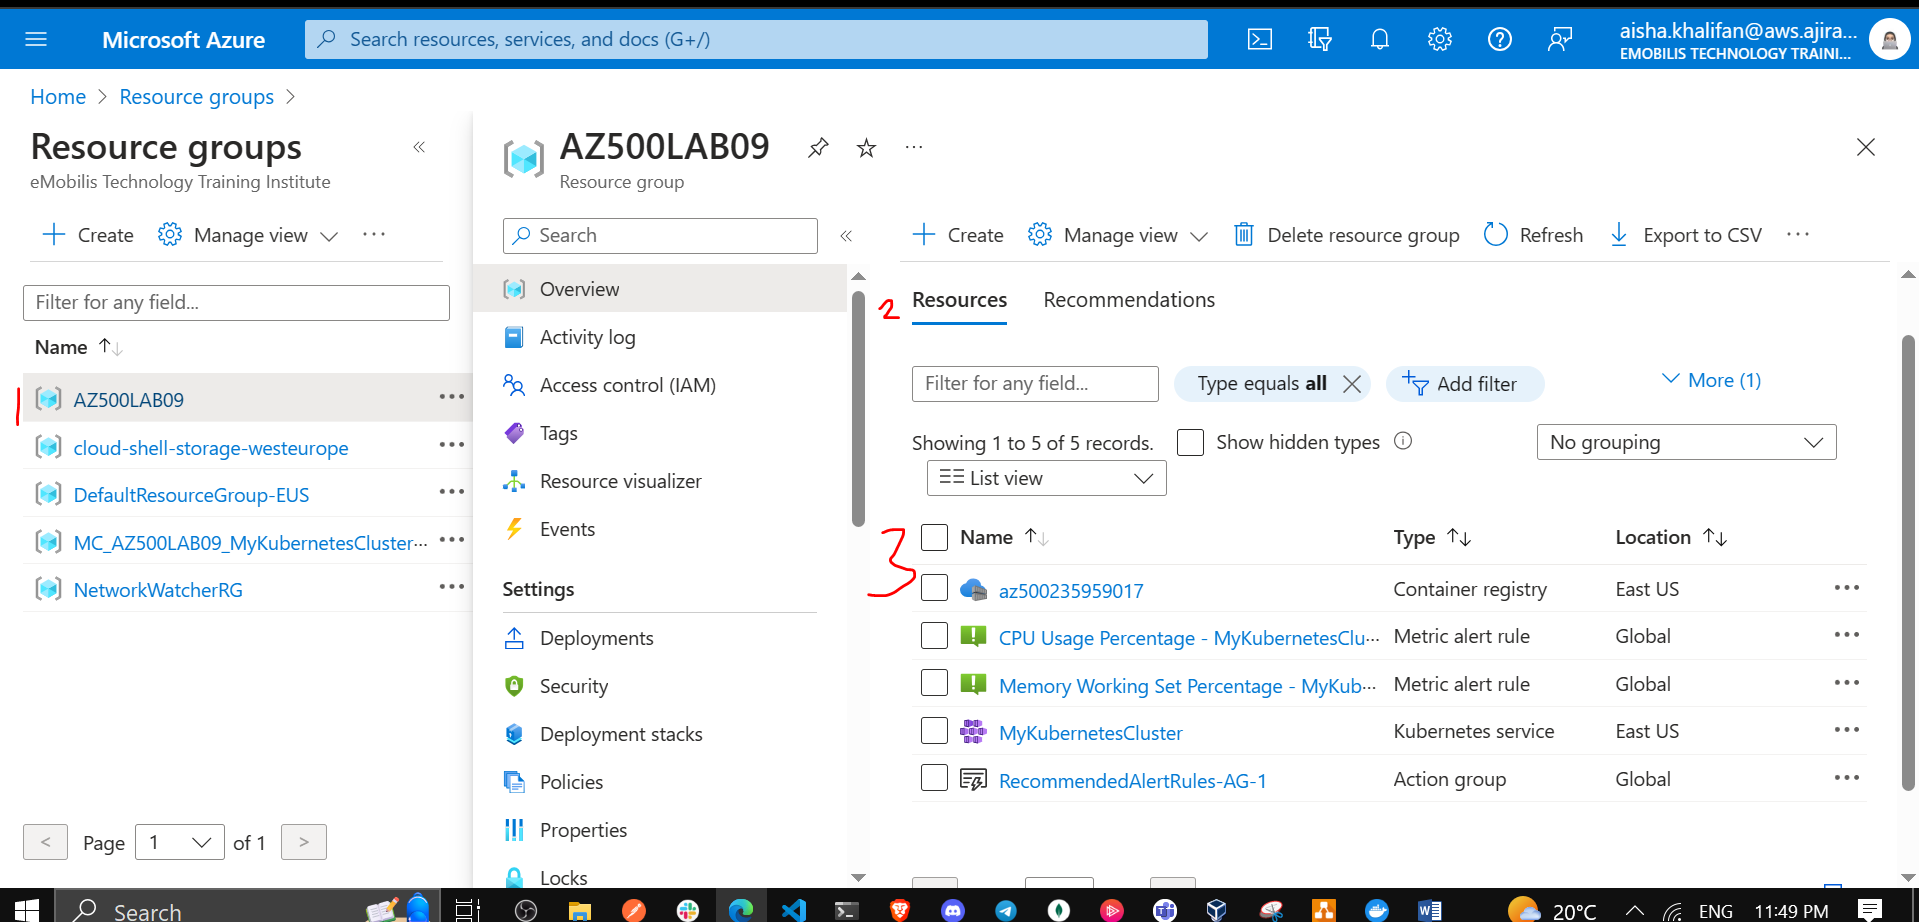 Microsoft Azure
Search resources, services, and docs (G+/)
aisha.khalifan@aws.ajira...
EMOBILIS TECHNOLOGY TRAINI...
Home > Resource groups >
Resource groups «
eMobilis Technology Training Institute
+ Create Manage view ···
Filter for any field...
Name ↑↓
1 AZ500LAB09 ···
cloud-shell-storage-westeurope ···
DefaultResourceGroup-EUS ···
MC_AZ500LAB09_MyKubernetesCluster··· ···
NetworkWatcherRG ···
< Page 1 of 1 >
AZ500LAB09 ···
Resource group
Search «
Overview
Activity log
Access control (IAM)
Tags
Resource visualizer
Events
Settings
Deployments
Security
Deployment stacks
Policies
Properties
Locks
+ Create Manage view Delete resource group Refresh Export to CSV ···
2 Resources Recommendations
Filter for any field... Type equals all × Add filter More (1)
Showing 1 to 5 of 5 records. Show hidden types No grouping
List view
3 Name ↑↓ Type ↑↓ Location ↑↓
az500235959017 Container registry East US ···
CPU Usage Percentage - MyKubernetesClu··· Metric alert rule Global ···
Memory Working Set Percentage - MyKub··· Metric alert rule Global ···
MyKubernetesCluster Kubernetes service East US ···
RecommendedAlertRules-AG-1 Action group Global ···
Search 20°C ENG 11:49 PM